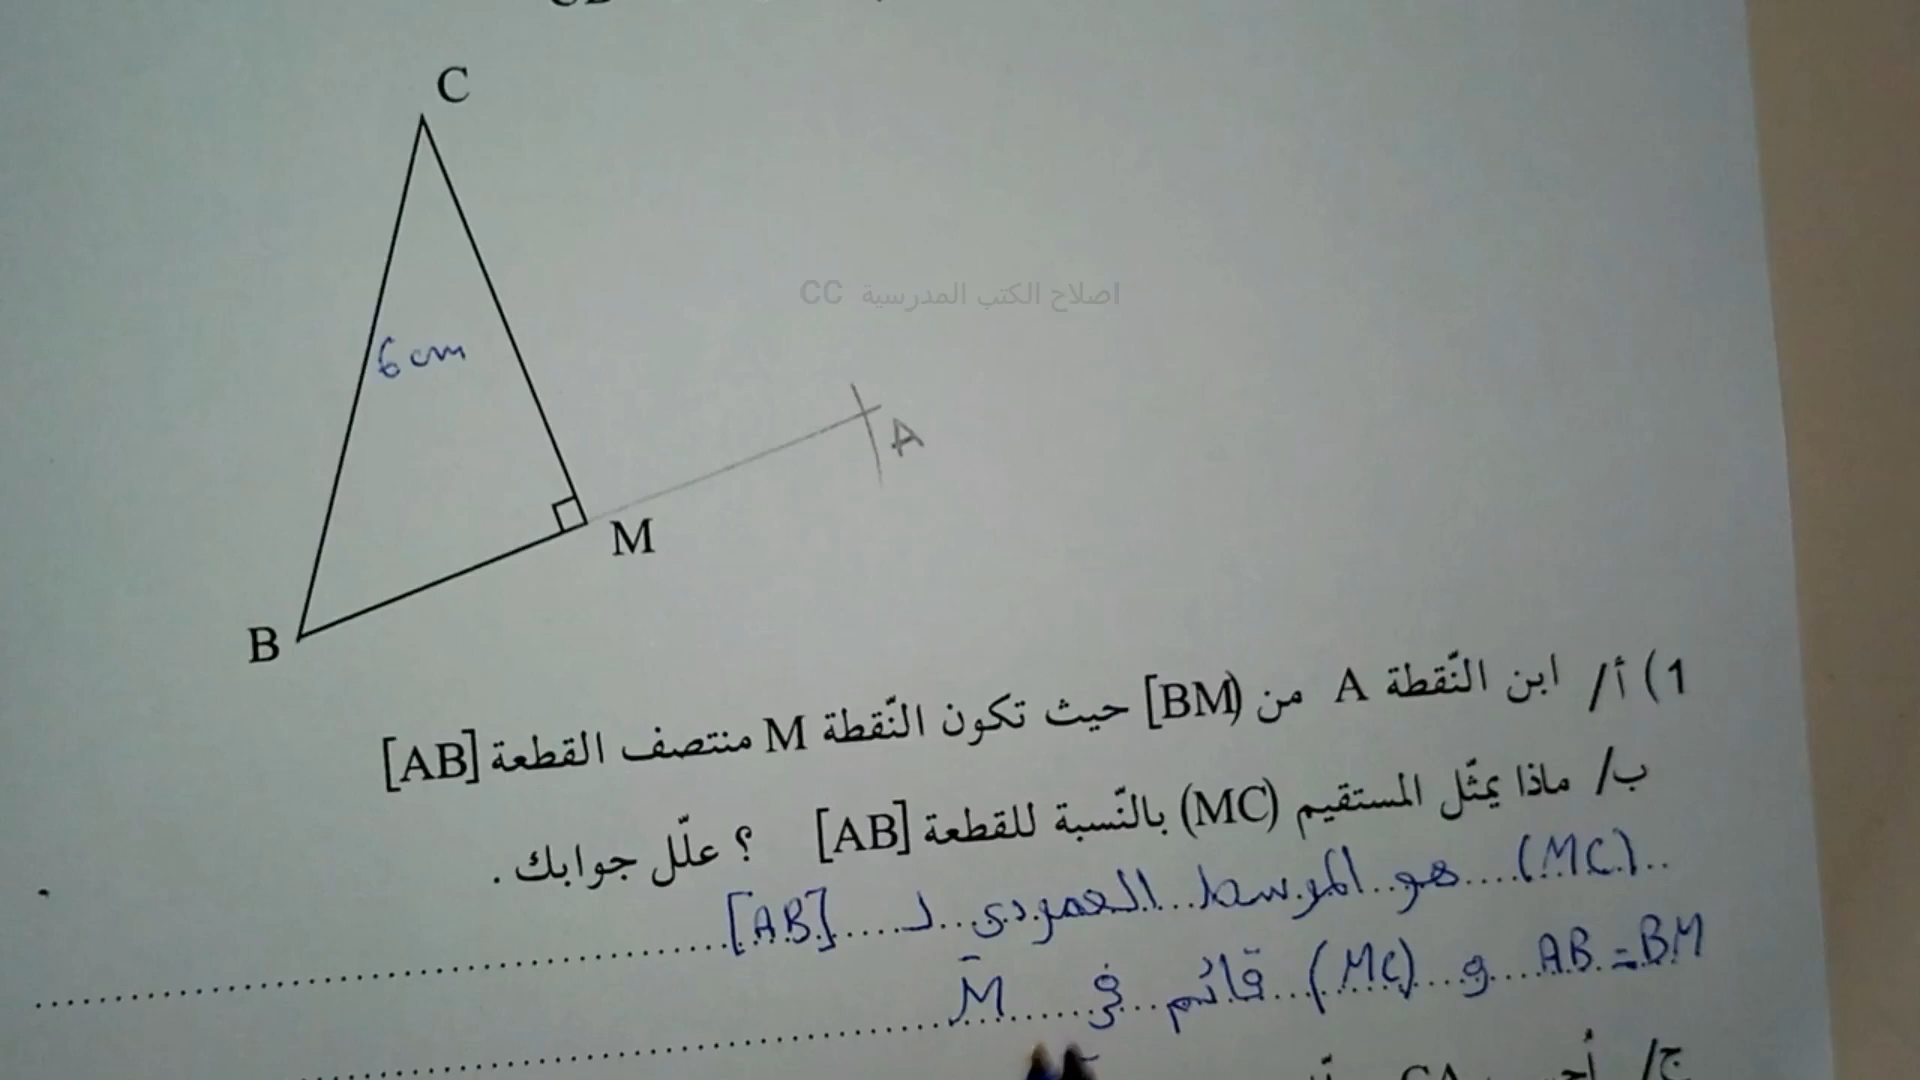 C
اصلاح الكتب المدرسية CC
6 cm
A
M
B
1) أ/ ابن النّقطة A من [BM) حيث تكون النّقطة M منتصف القطعة [AB]
ب/ ماذا يمثّل المستقيم (MC) بالنّسبة للقطعة [AB] ؟ علّل جوابك .
(MC) هو الموسط العمودي لـ [AB]
AB = BM و (MC) قائم في M
ج/